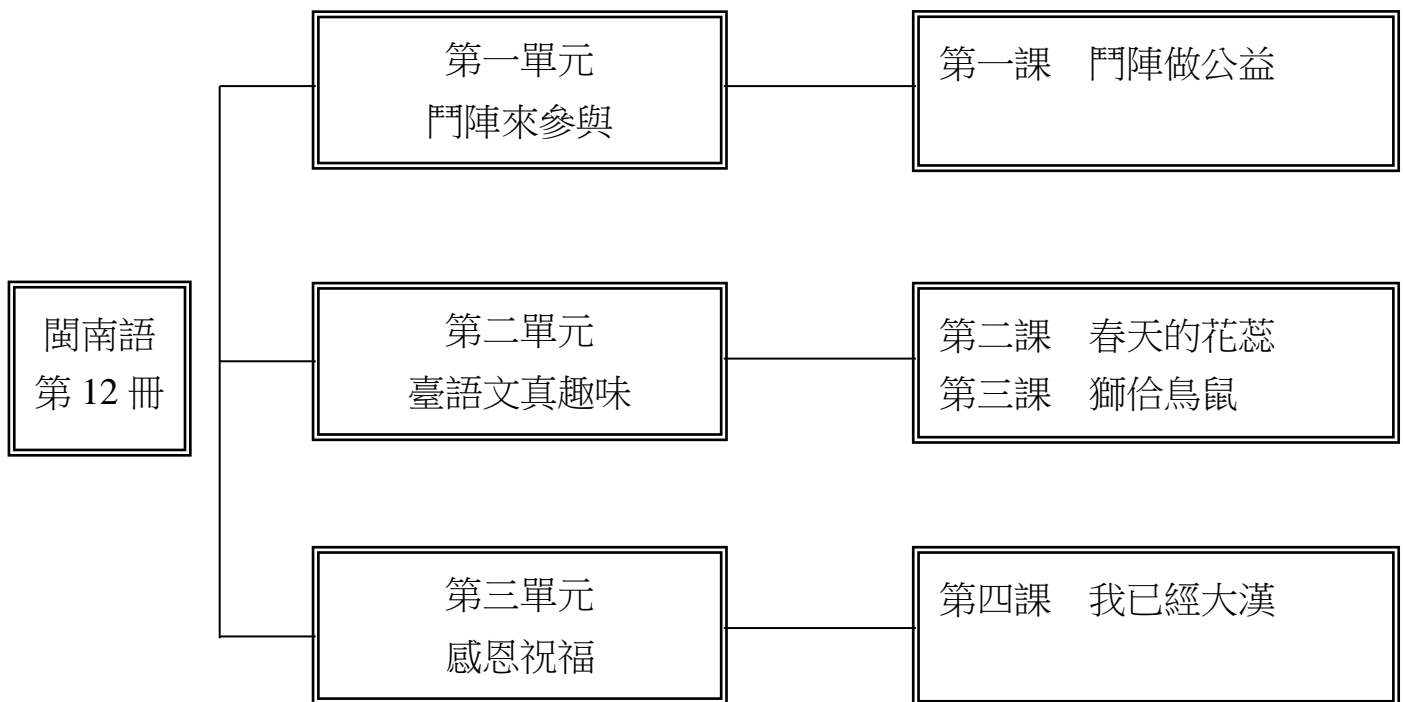 第一單元
鬥陣來參與
第一課 鬥陣做公益
閩南語
第 12 冊
第二單元
臺語文真趣味
第二課 春天的花蕊
第三課 獅佮鳥鼠
第三單元
感恩祝福
第四課 我已經大漢